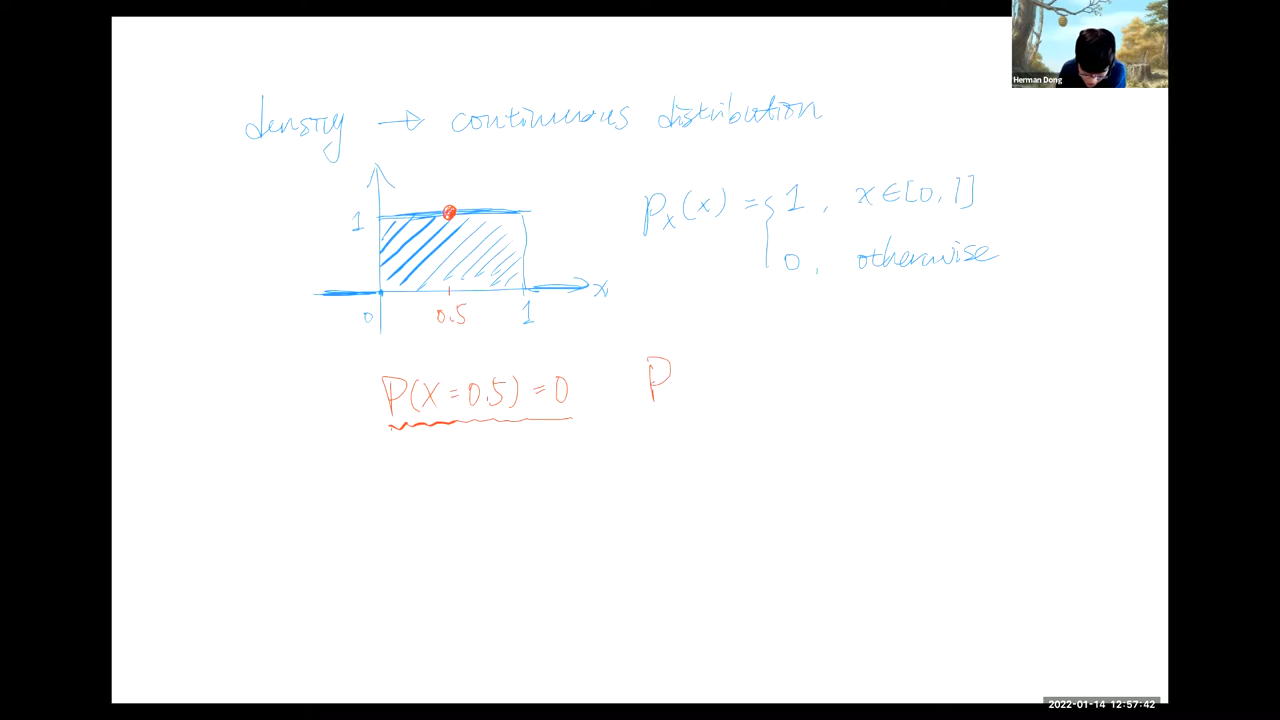 Herman Dong
density → continuous distribution
1
p_X(x) = { 1 , x ∈ [0, 1]
0 , otherwise
x
0 0.5 1
P(X = 0.5) = 0 P
2022-01-14 12:57:42